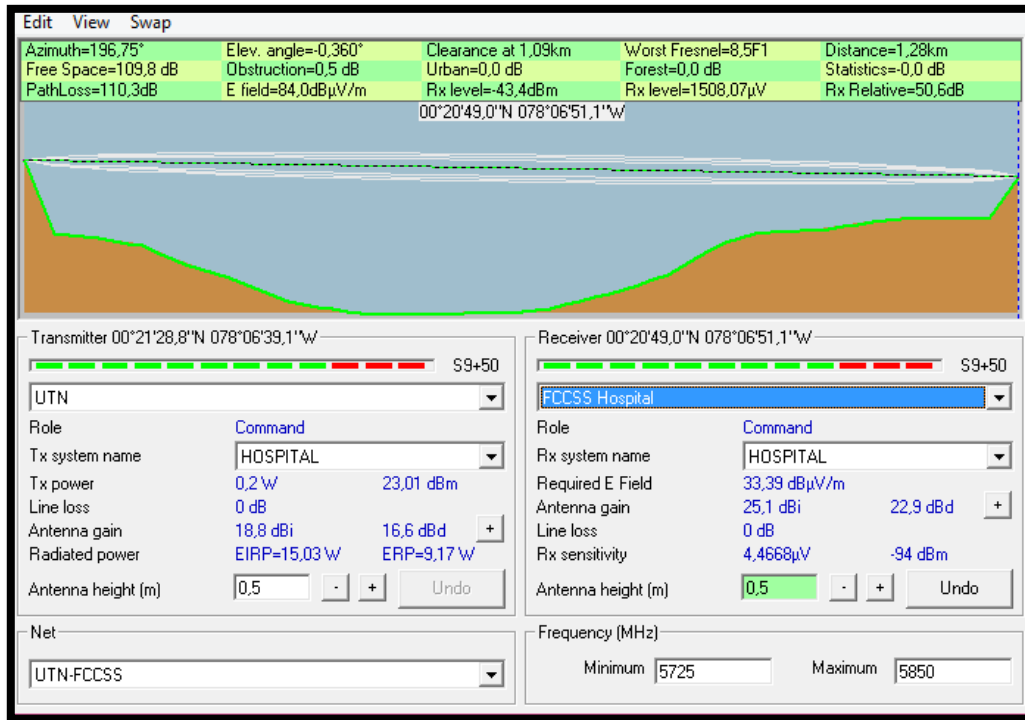 Edit View Swap
Azimuth=196,75° Elev. angle=-0,360° Clearance at 1,09km Worst Fresnel=8,5F1 Distance=1,28km
Free Space=109,8 dB Obstruction=0,5 dB Urban=0,0 dB Forest=0,0 dB Statistics=-0,0 dB
PathLoss=110,3dB E field=84,0dBµV/m Rx level=-43,4dBm Rx level=1508,07µV Rx Relative=50,6dB
00°20'49,0"N 078°06'51,1"W
Transmitter 00°21'28,8"N 078°06'39,1"W
S9+50
UTN
Role Command
Tx system name HOSPITAL
Tx power 0,2 W 23,01 dBm
Line loss 0 dB
Antenna gain 18,8 dBi 16,6 dBd +
Radiated power EIRP=15,03 W ERP=9,17 W
Antenna height (m) 0,5 - + Undo
Net
UTN-FCCSS
Receiver 00°20'49,0"N 078°06'51,1"W
S9+50
FCCSS Hospital
Role Command
Rx system name HOSPITAL
Required E Field 33,39 dBµV/m
Antenna gain 25,1 dBi 22,9 dBd +
Line loss 0 dB
Rx sensitivity 4,4668µV -94 dBm
Antenna height (m) 0,5 - + Undo
Frequency (MHz)
Minimum 5725 Maximum 5850